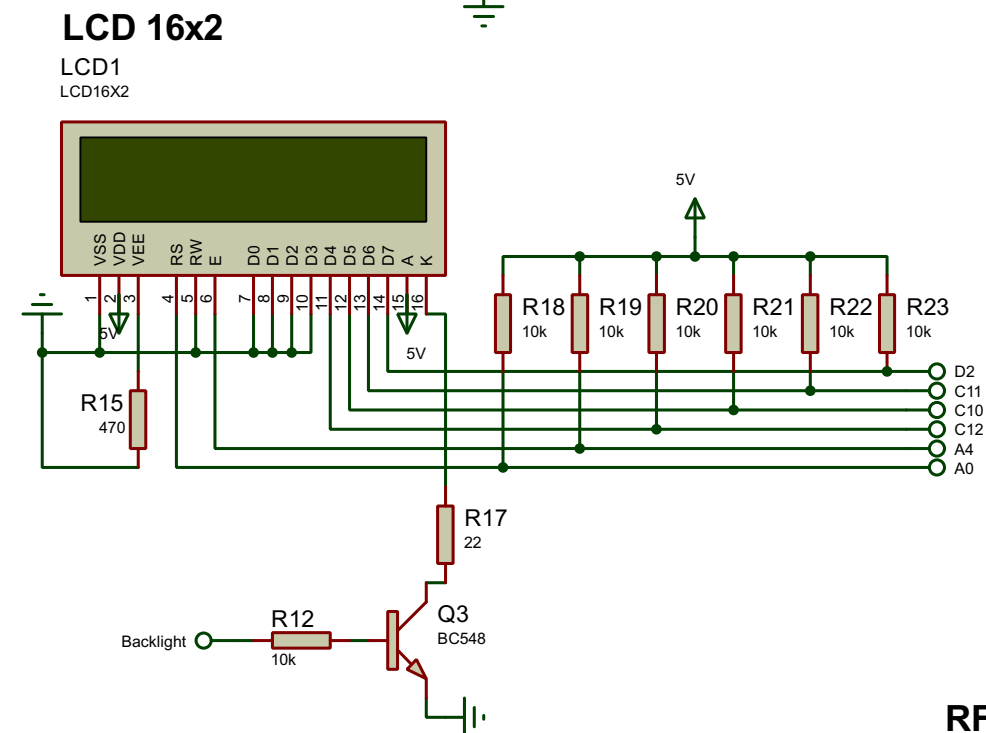 LCD 16x2
LCD1
LCD16X2
VSS
VDD
VEE
RS
RW
E
D0
D1
D2
D3
D4
D5
D6
D7
A
K
1
2
3
4
5
6
7
8
9
10
11
12
13
14
15
16
5V
5V
5V
R18
10k
R19
10k
R20
10k
R21
10k
R22
10k
R23
10k
D2
C11
C10
C12
A4
A0
R15
470
R17
22
R12
10k
Q3
BC548
Backlight
RF